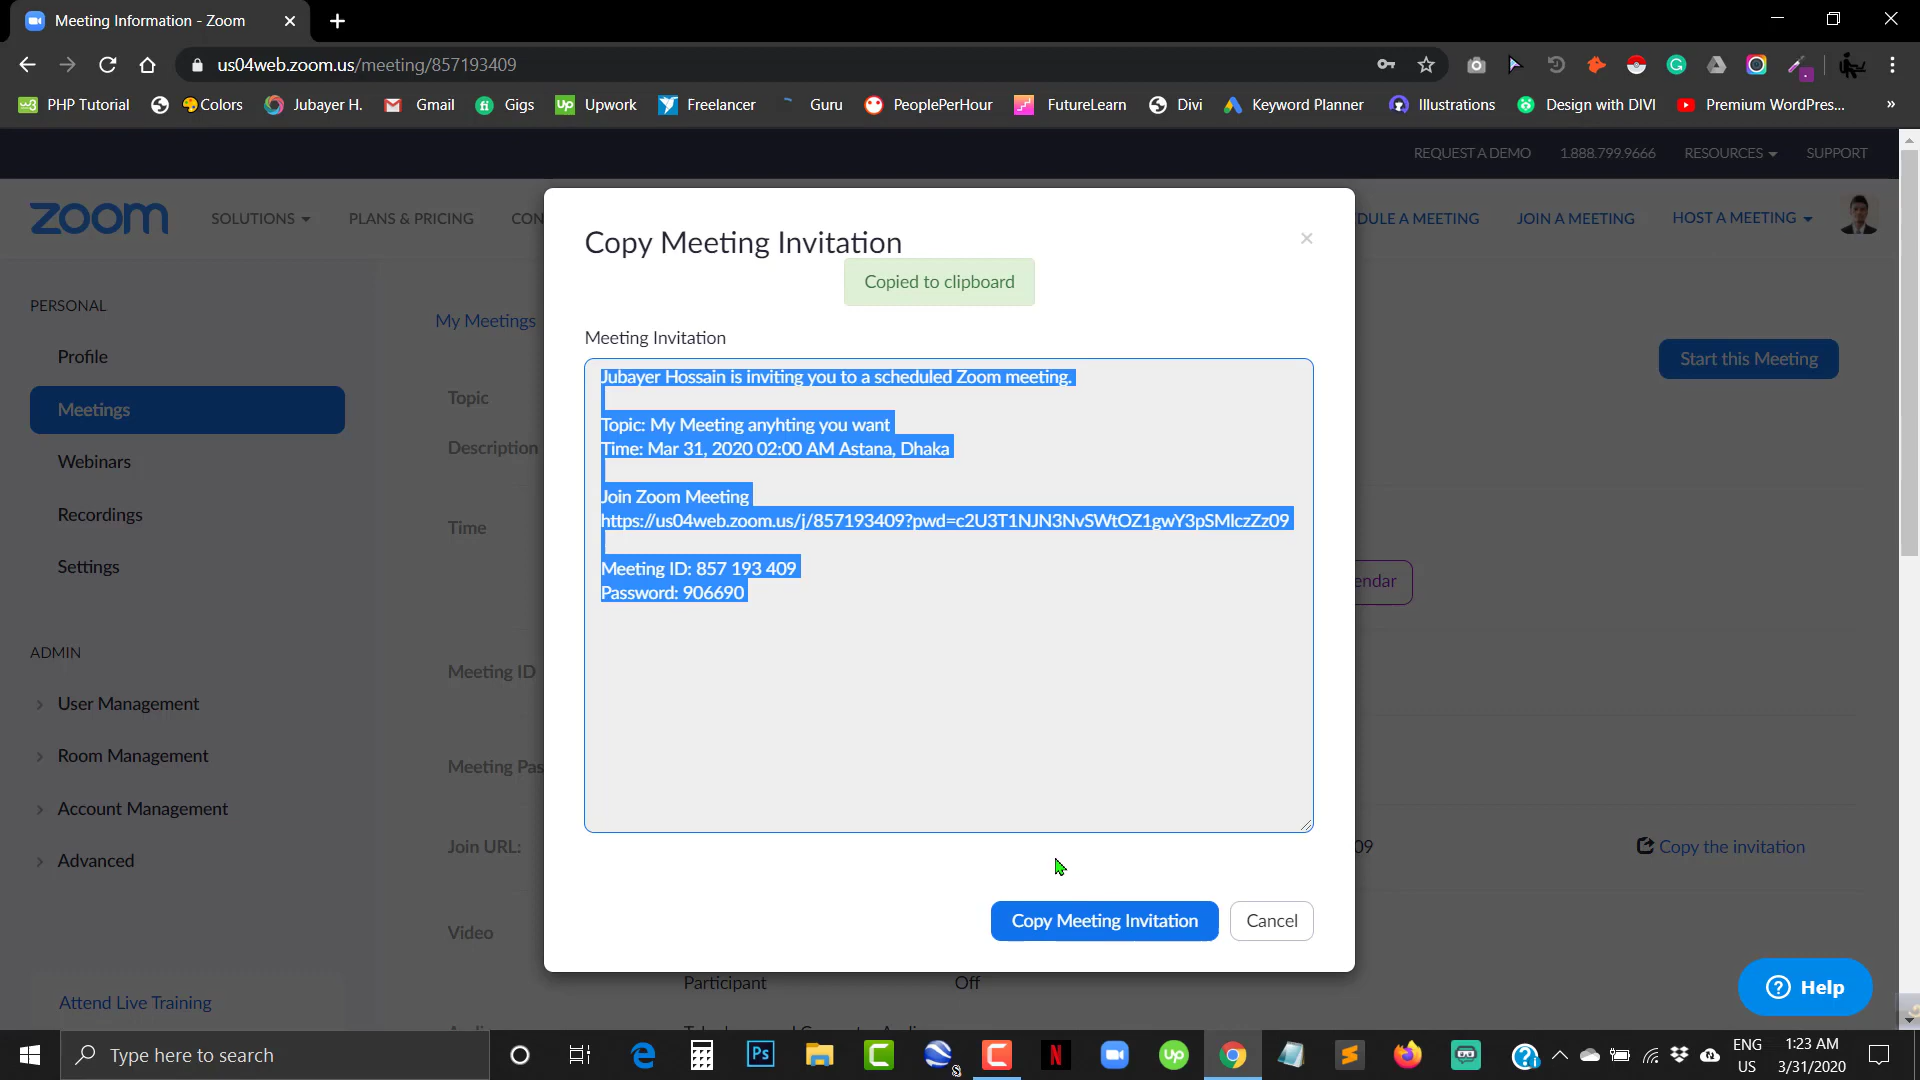 Meeting Information - Zoom
us04web.zoom.us/meeting/857193409
PHP Tutorial
Colors
Jubayer H.
Gmail
Gigs
Upwork
Freelancer
Guru
PeoplePerHour
FutureLearn
Divi
Keyword Planner
Illustrations
Design with DIVI
Premium WordPres...
»
REQUEST A DEMO
1.888.799.9666
RESOURCES
SUPPORT
zoom
SOLUTIONS
PLANS & PRICING
CON
DULE A MEETING
JOIN A MEETING
HOST A MEETING
PERSONAL
Profile
Meetings
Webinars
Recordings
Settings
ADMIN
User Management
Room Management
Account Management
Advanced
Attend Live Training
My Meetings
Start this Meeting
Topic
Description
Time
endar
Meeting ID
Meeting Pas
Join URL:
09
Copy the invitation
Video
Participant
Off
Copy Meeting Invitation
×
Copied to clipboard
Meeting Invitation
Jubayer Hossain is inviting you to a scheduled Zoom meeting.
Topic: My Meeting anyhting you want
Time: Mar 31, 2020 02:00 AM Astana, Dhaka
Join Zoom Meeting
https://us04web.zoom.us/j/857193409?pwd=c2U3T1NJN3NvSWtOZ1gwY3pSMlczZz09
Meeting ID: 857 193 409
Password: 906690
Copy Meeting Invitation
Cancel
Help
Type here to search
ENG
US
1:23 AM
3/31/2020